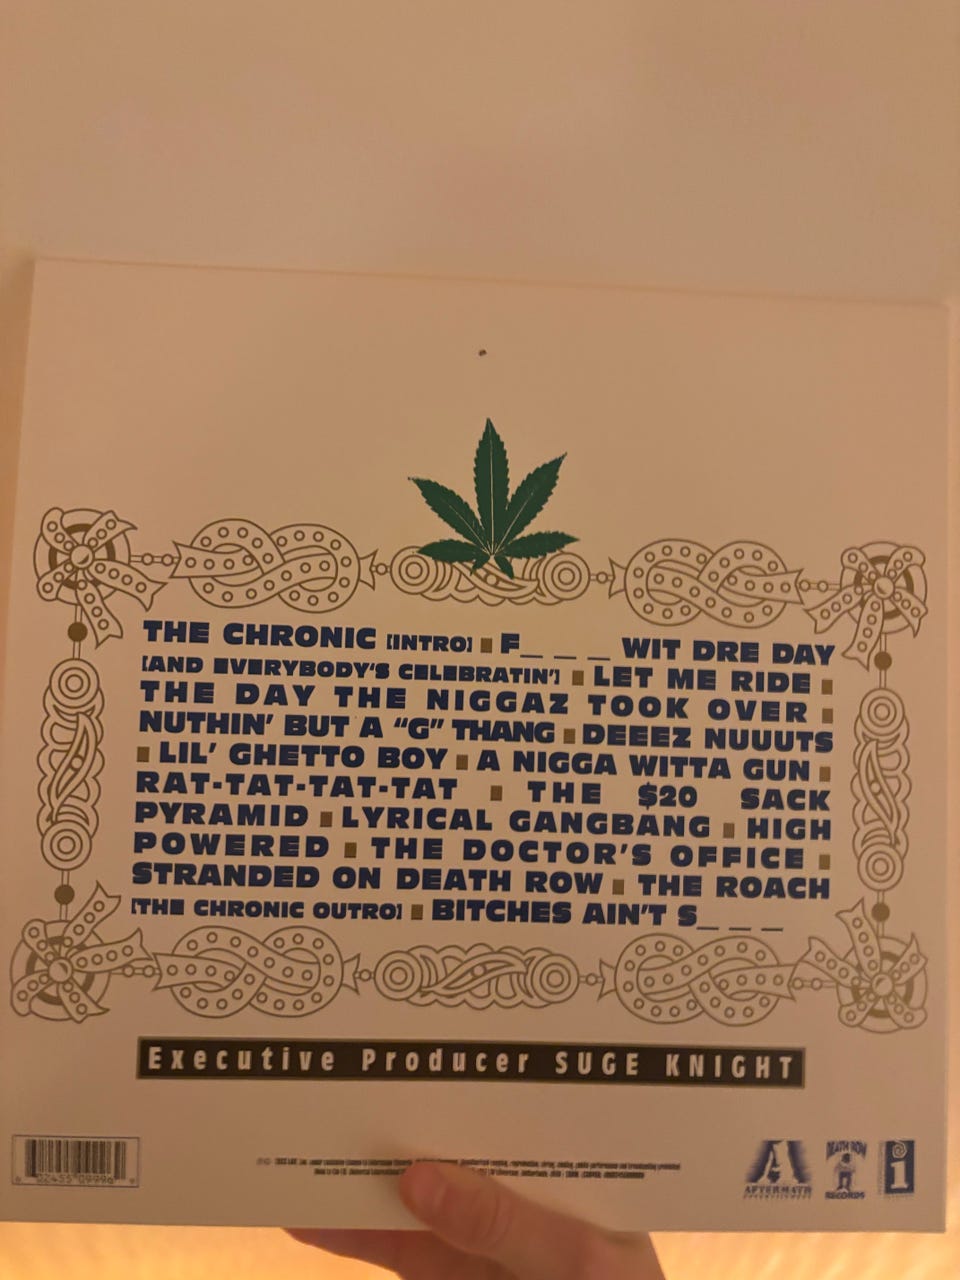 THE CHRONIC [INTRO] ■ F_ _ _ WIT DRE DAY
[AND EVERYBODY'S CELEBRATIN'] ■ LET ME RIDE ■
THE DAY THE NIGGAZ TOOK OVER ■
NUTHIN' BUT A “G” THANG ■ DEEEZ NUUUTS
■ LIL' GHETTO BOY ■ A NIGGA WITTA GUN ■
RAT-TAT-TAT-TAT ■ THE $20 SACK
PYRAMID ■ LYRICAL GANGBANG ■ HIGH
POWERED ■ THE DOCTOR'S OFFICE ■
STRANDED ON DEATH ROW ■ THE ROACH
[THE CHRONIC OUTRO] ■ BITCHES AIN'T S_ _ _
Executive Producer SUGE KNIGHT
A
AFTERMATH
ENTERTAINMENT
DEATH ROW
RECORDS
i